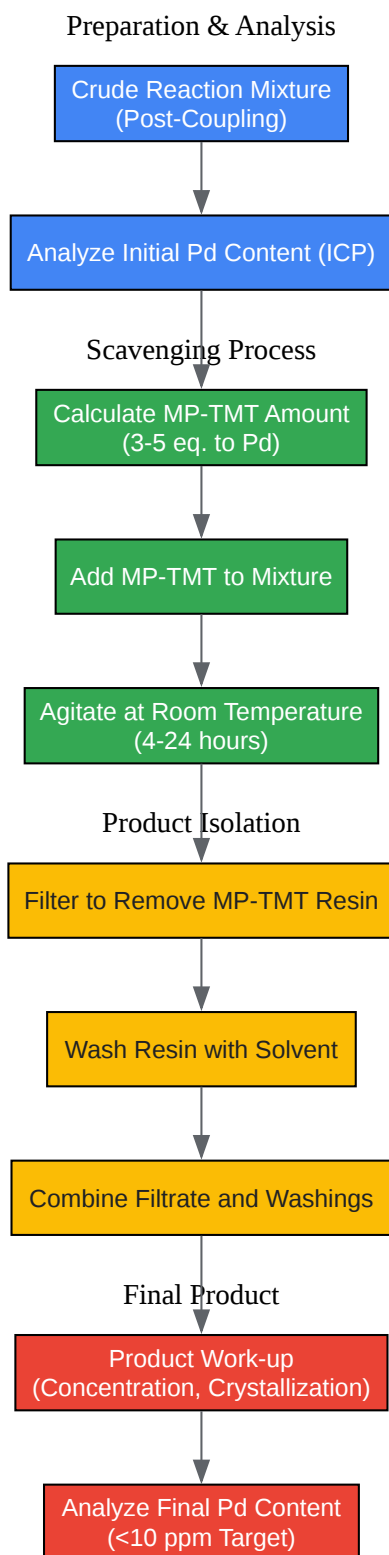 Preparation & Analysis
Crude Reaction Mixture
(Post-Coupling)
Analyze Initial Pd Content (ICP)
Scavenging Process
Calculate MP-TMT Amount
(3-5 eq. to Pd)
Add MP-TMT to Mixture
Agitate at Room Temperature
(4-24 hours)
Product Isolation
Filter to Remove MP-TMT Resin
Wash Resin with Solvent
Combine Filtrate and Washings
Final Product
Product Work-up
(Concentration, Crystallization)
Analyze Final Pd Content
(<10 ppm Target)